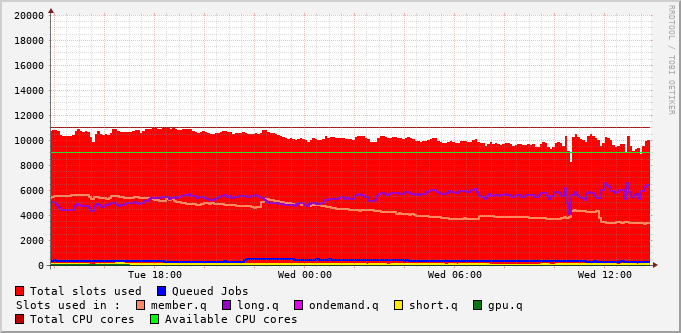 RRDTOOL / TOBI OETIKER
20000
18000
16000
14000
12000
10000
8000
6000
4000
2000
0
Tue 18:00 Wed 00:00 Wed 06:00 Wed 12:00
Total slots used Queued Jobs
Slots used in : member.q long.q ondemand.q short.q gpu.q
Total CPU cores Available CPU cores